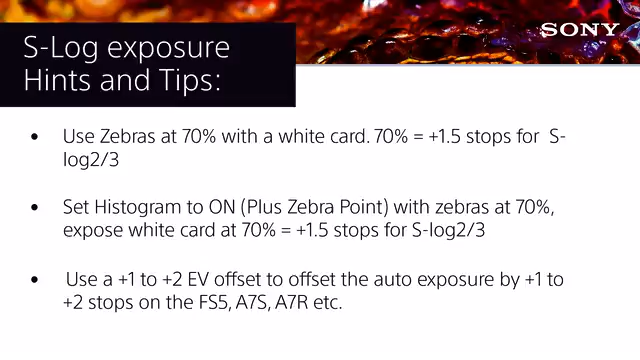 SONY
S-Log exposure
Hints and Tips:
• Use Zebras at 70% with a white card. 70% = +1.5 stops for S-
log2/3
• Set Histogram to ON (Plus Zebra Point) with zebras at 70%,
expose white card at 70% = +1.5 stops for S-log2/3
• Use a +1 to +2 EV offset to offset the auto exposure by +1 to
+2 stops on the FS5, A7S, A7R etc.